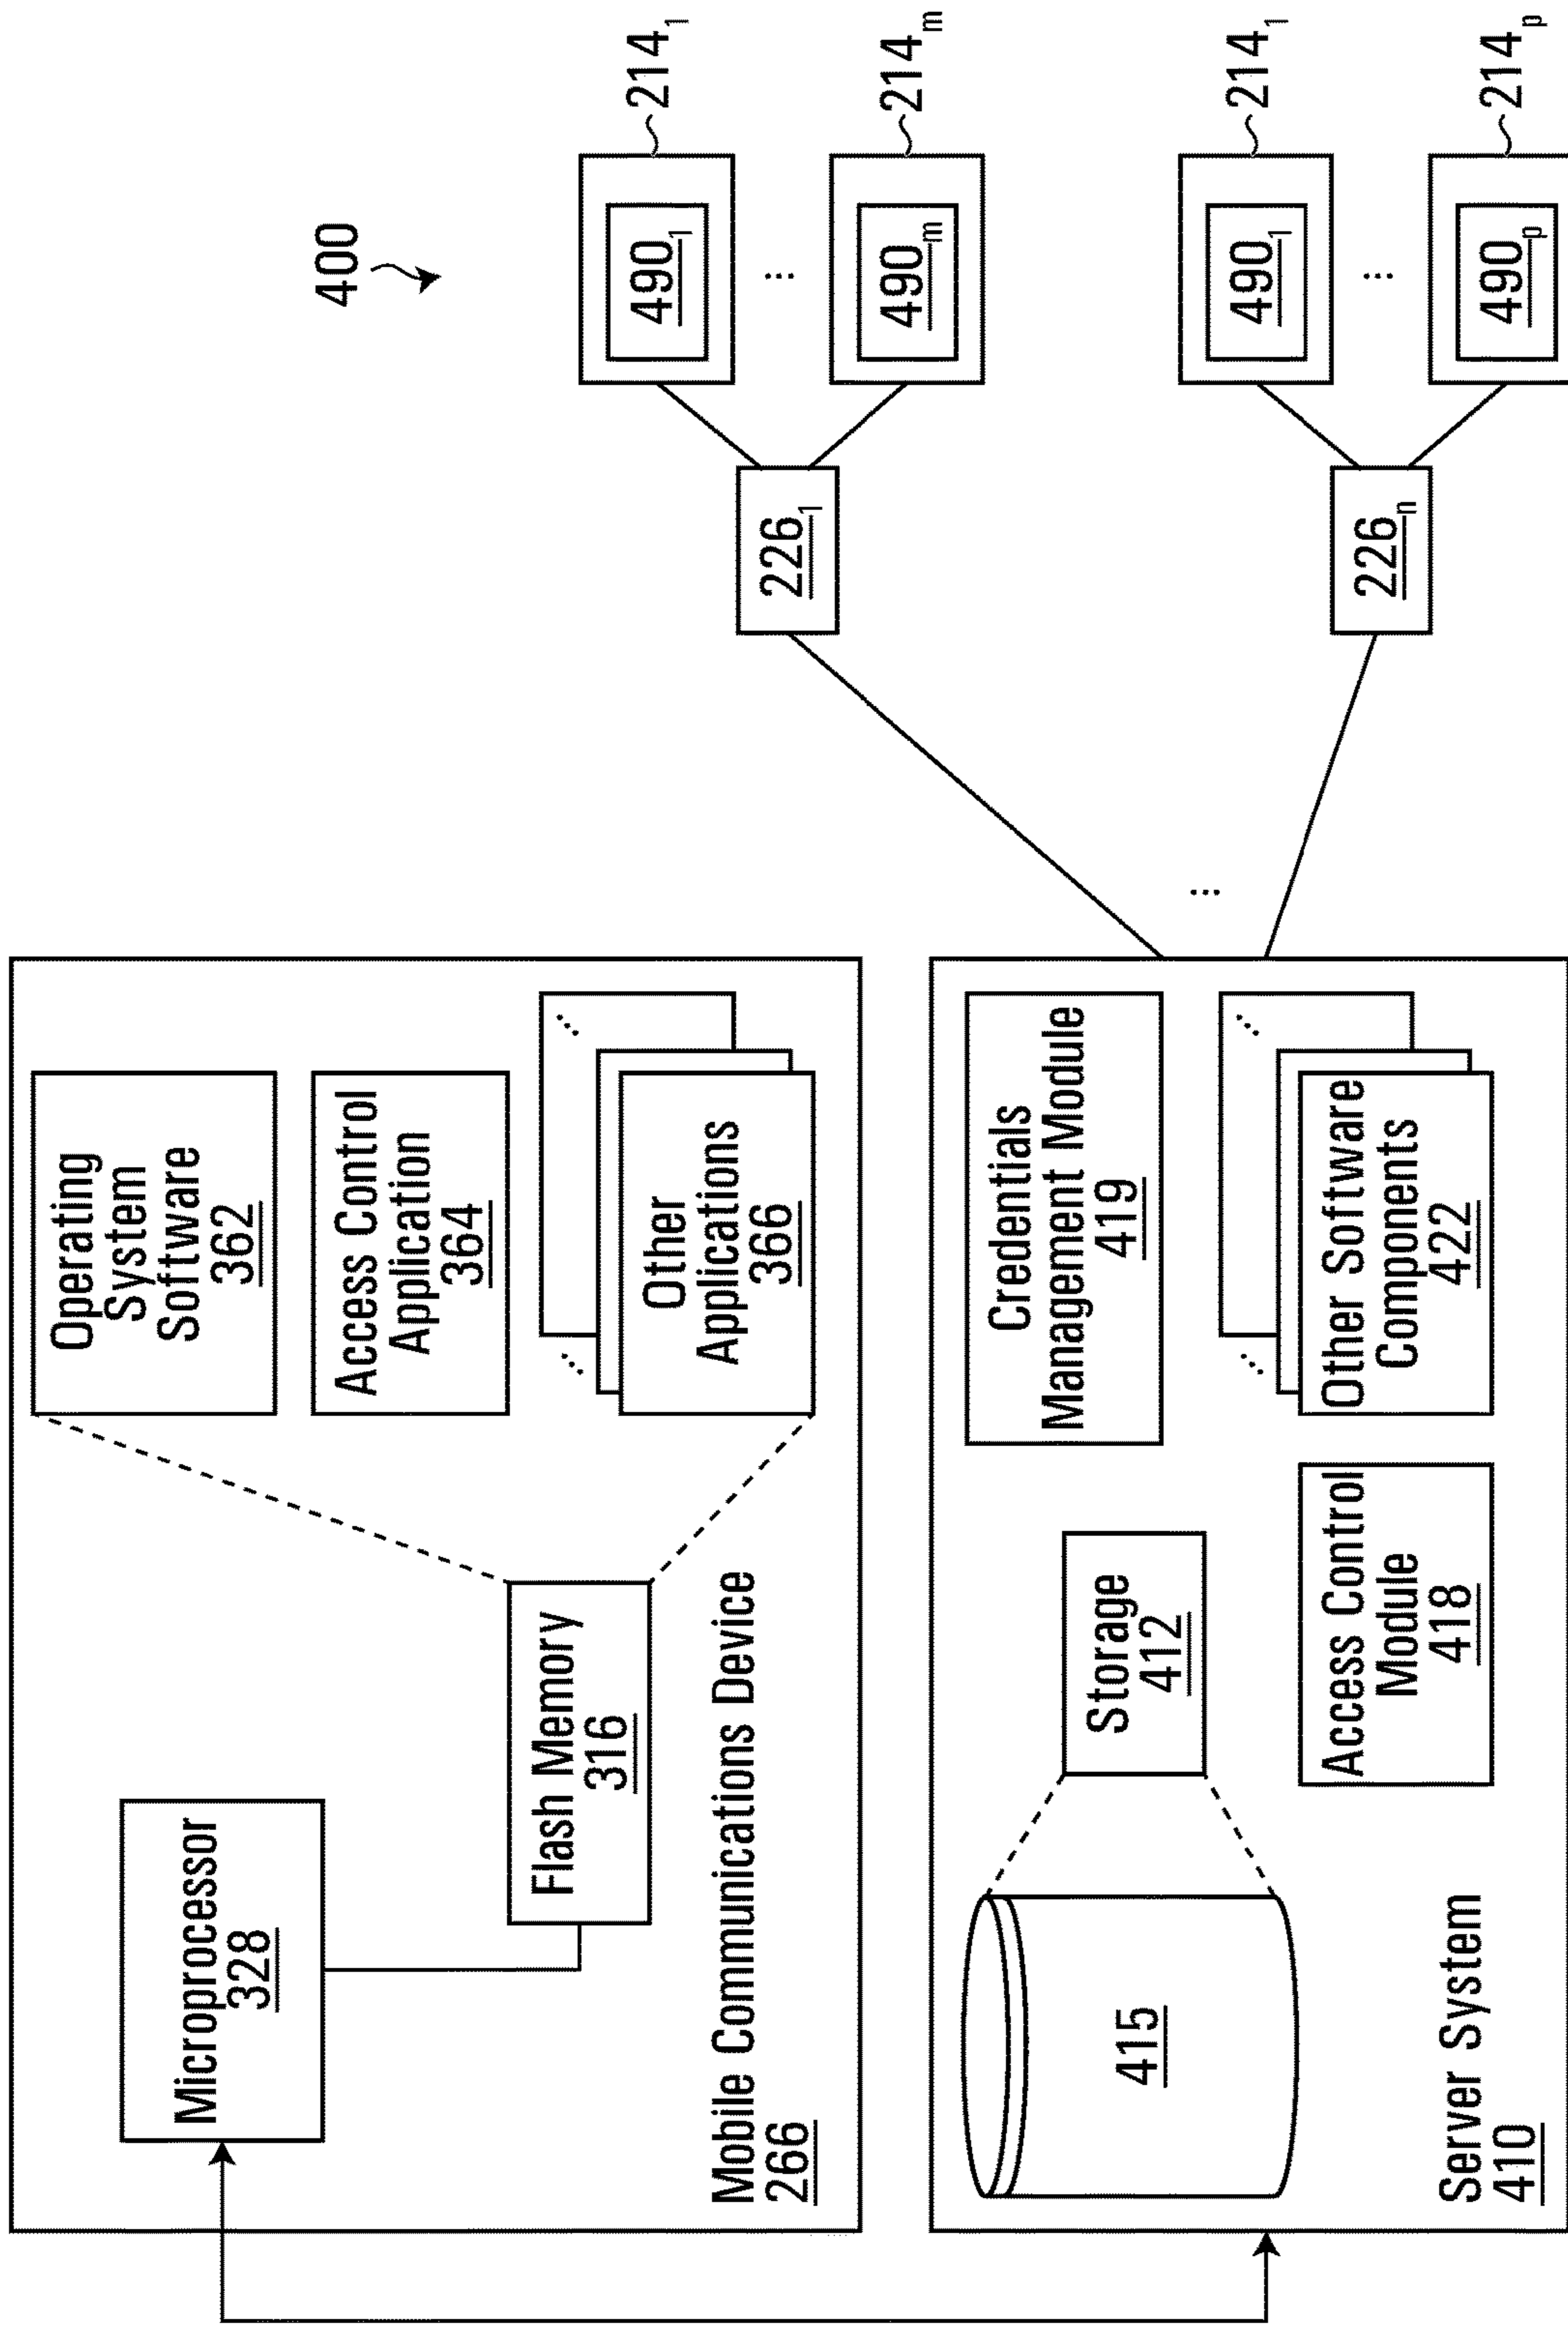 400
Microprocessor
328
Flash Memory
316
Operating
System
Software
362
Access Control
Application
364
Other
Applications
366
...
...
Mobile Communications Device
266
415
Storage
412
Credentials
Management Module
419
Access Control
Module
418
Other Software
Components
422
...
...
Server System
410
...
226₁
226ₙ
490₁
214₁
...
490ₘ
214ₘ
490₁
214₁
...
490ₚ
214ₚ